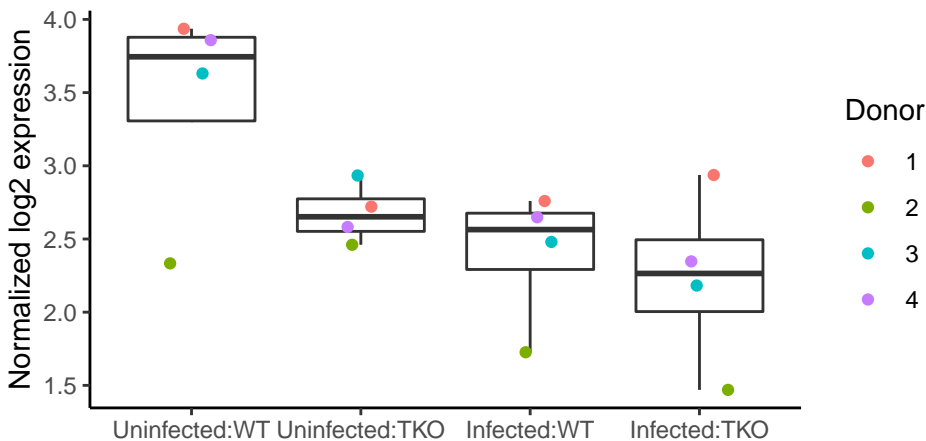 Normalized log2 expression
4.0
3.5
3.0
2.5
2.0
1.5
Uninfected:WT
Uninfected:TKO
Infected:WT
Infected:TKO
Donor
1
2
3
4